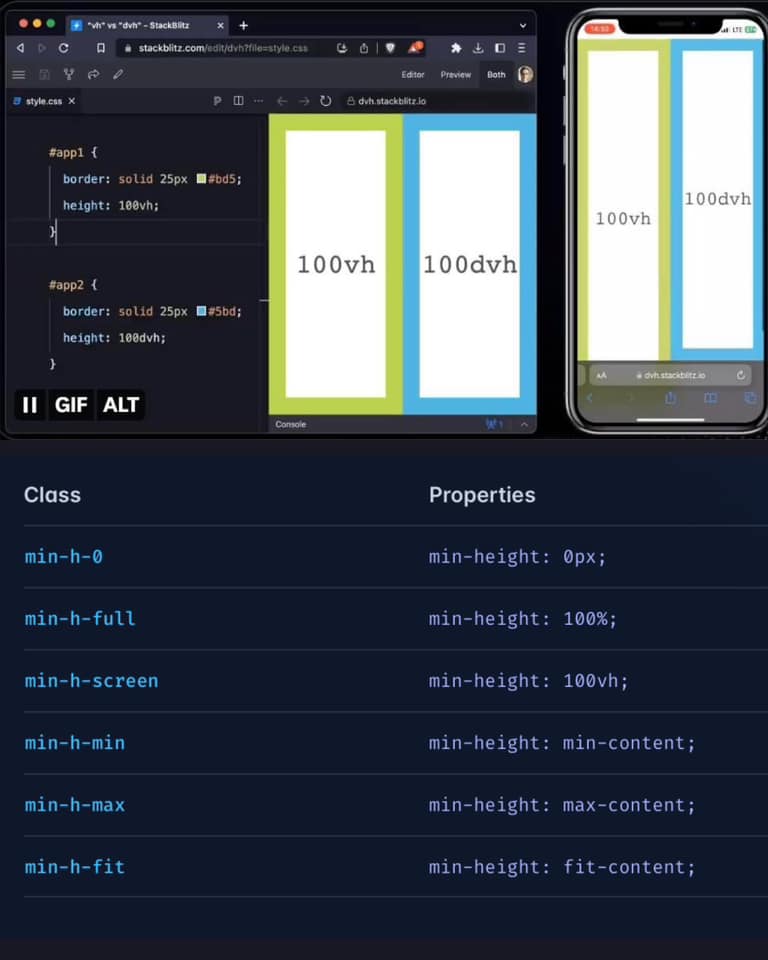 "vh" vs "dvh" - StackBlitz
stackblitz.com/edit/dvh?file=style.css
Editor Preview Both
style.css
dvh.stackblitz.io
#app1 {
border: solid 25px #bd5;
height: 100vh;
}
#app2 {
border: solid 25px #5bd;
height: 100dvh;
}
GIF ALT
100vh
100dvh
Console
1
14:52
LTE
100vh
100dvh
AA dvh.stackblitz.io
Class Properties
min-h-0 min-height: 0px;
min-h-full min-height: 100%;
min-h-screen min-height: 100vh;
min-h-min min-height: min-content;
min-h-max min-height: max-content;
min-h-fit min-height: fit-content;